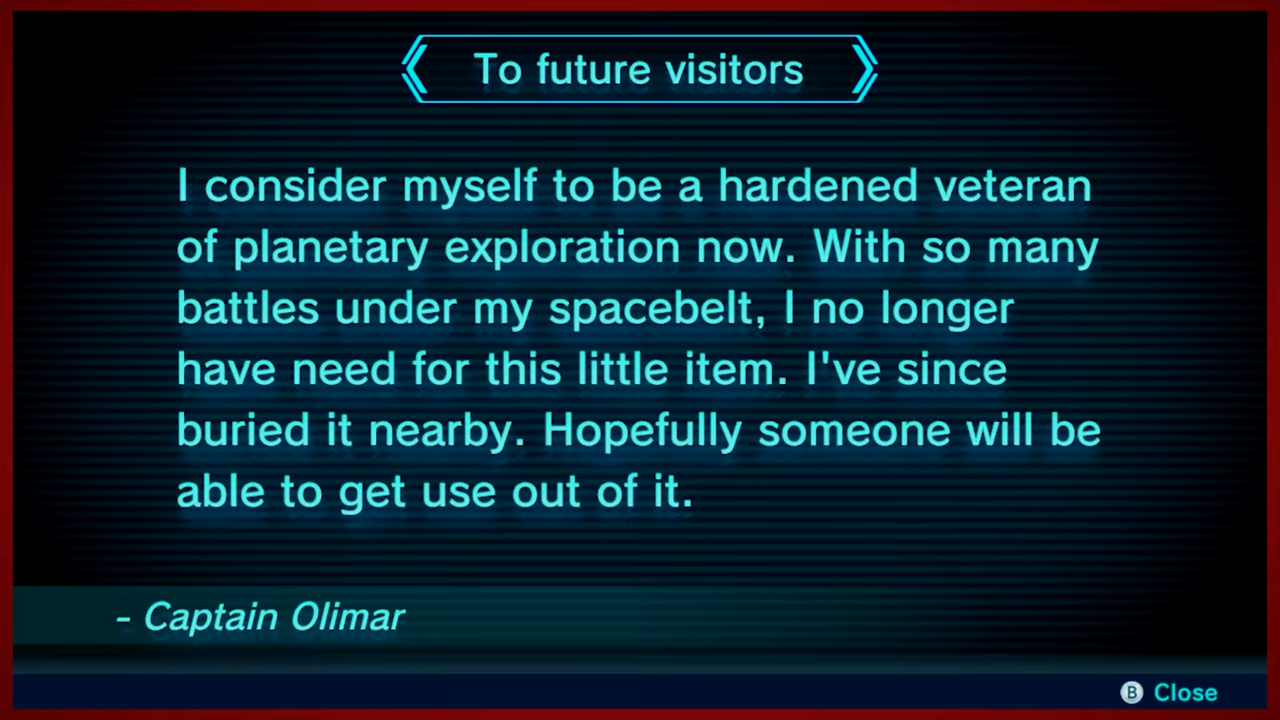 To future visitors
I consider myself to be a hardened veteran
of planetary exploration now. With so many
battles under my spacebelt, I no longer
have need for this little item. I've since
buried it nearby. Hopefully someone will be
able to get use out of it.
- Captain Olimar
B Close